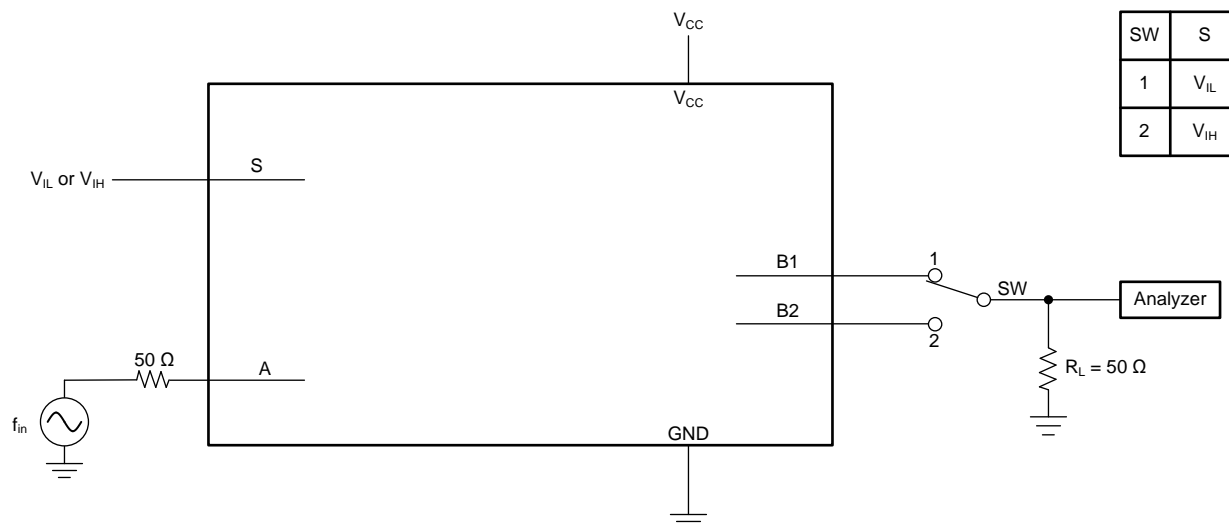 V_CC
SW S
1 V_IL
2 V_IH
V_CC
V_IL or V_IH
S
B1
1
SW
Analyzer
B2
2
R_L = 50 Ω
50 Ω
A
f_in
GND